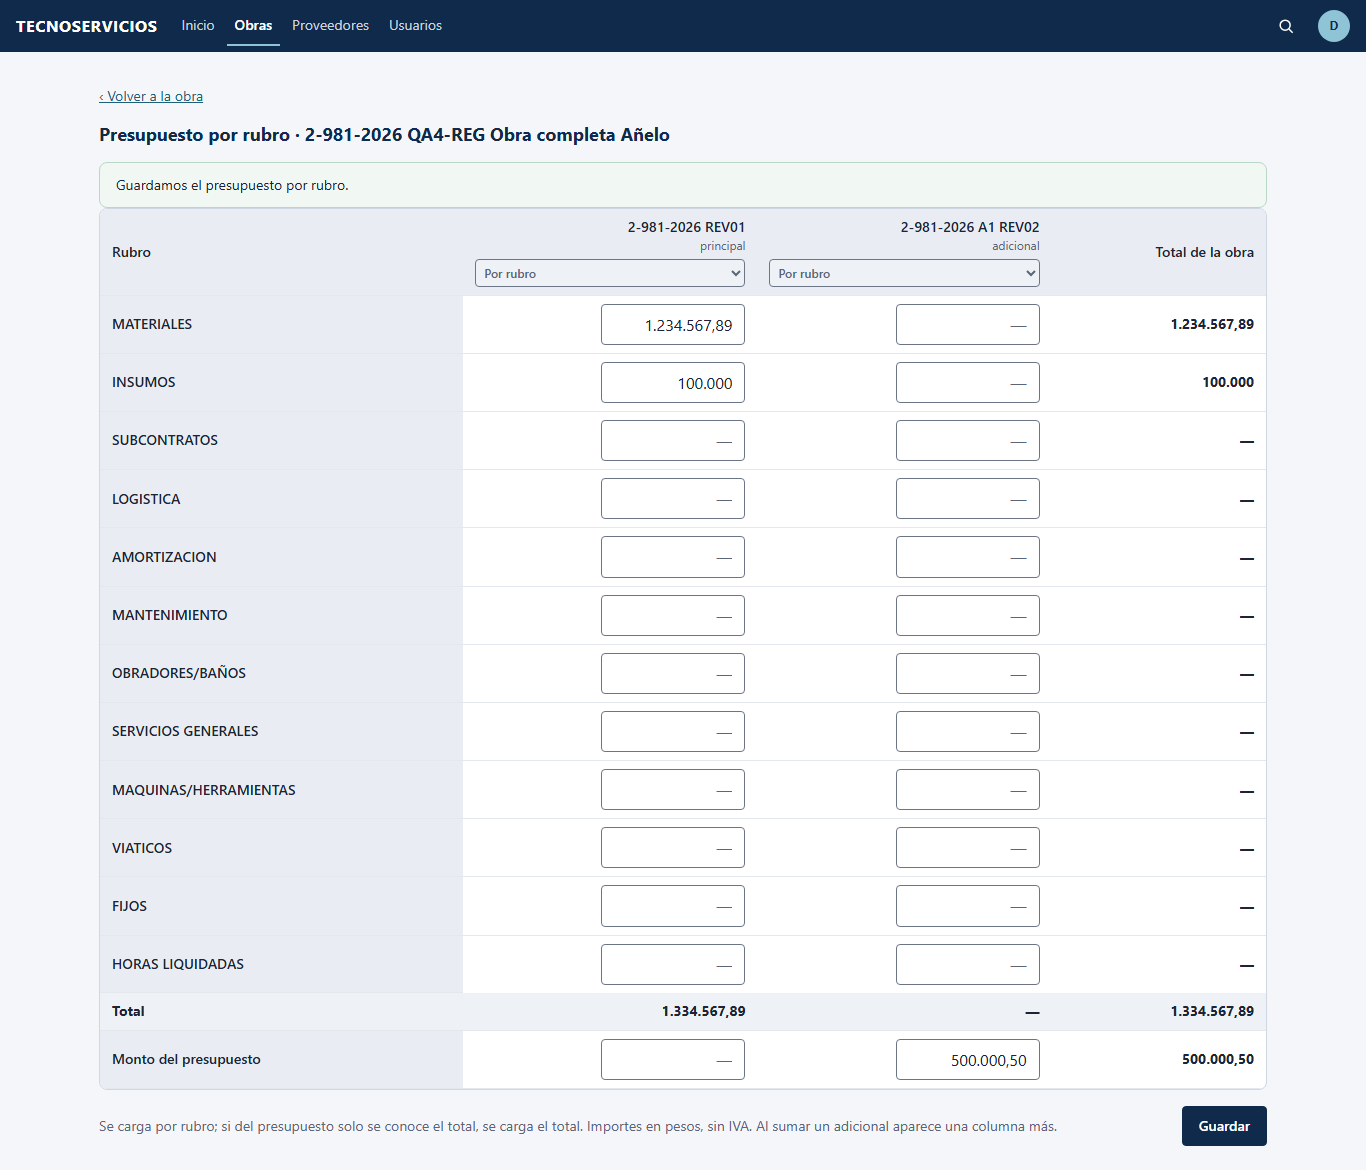 TECNOSERVICIOS Inicio Obras Proveedores Usuarios D
‹ Volver a la obra
Presupuesto por rubro · 2-981-2026 QA4-REG Obra completa Añelo
Guardamos el presupuesto por rubro.
Rubro 2-981-2026 REV01 principal Por rubro 2-981-2026 A1 REV02 adicional Por rubro Total de la obra
MATERIALES 1.234.567,89 — 1.234.567,89
INSUMOS 100.000 — 100.000
SUBCONTRATOS — — —
LOGISTICA — — —
AMORTIZACION — — —
MANTENIMIENTO — — —
OBRADORES/BAÑOS — — —
SERVICIOS GENERALES — — —
MAQUINAS/HERRAMIENTAS — — —
VIATICOS — — —
FIJOS — — —
HORAS LIQUIDADAS — — —
Total 1.334.567,89 — 1.334.567,89
Monto del presupuesto — 500.000,50 500.000,50
Se carga por rubro; si del presupuesto solo se conoce el total, se carga el total. Importes en pesos, sin IVA. Al sumar un adicional aparece una columna más. Guardar